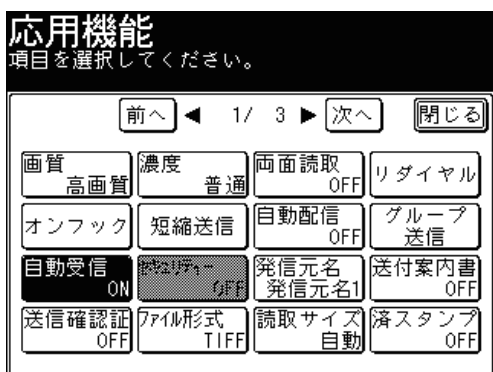 応用機能
項目を選択してください。
前へ ◀ 1/ 3 ▶ 次へ 閉じる
画質 濃度 両面読取 リダイヤル
高画質 普通 OFF
オンフック 短縮送信 自動配信 グループ
OFF 送信
自動受信 セキュリティー 発信元名 送付案内書
ON OFF 発信元名1 OFF
送信確認証 ファイル形式 読取サイズ 済スタンプ
OFF TIFF 自動 OFF